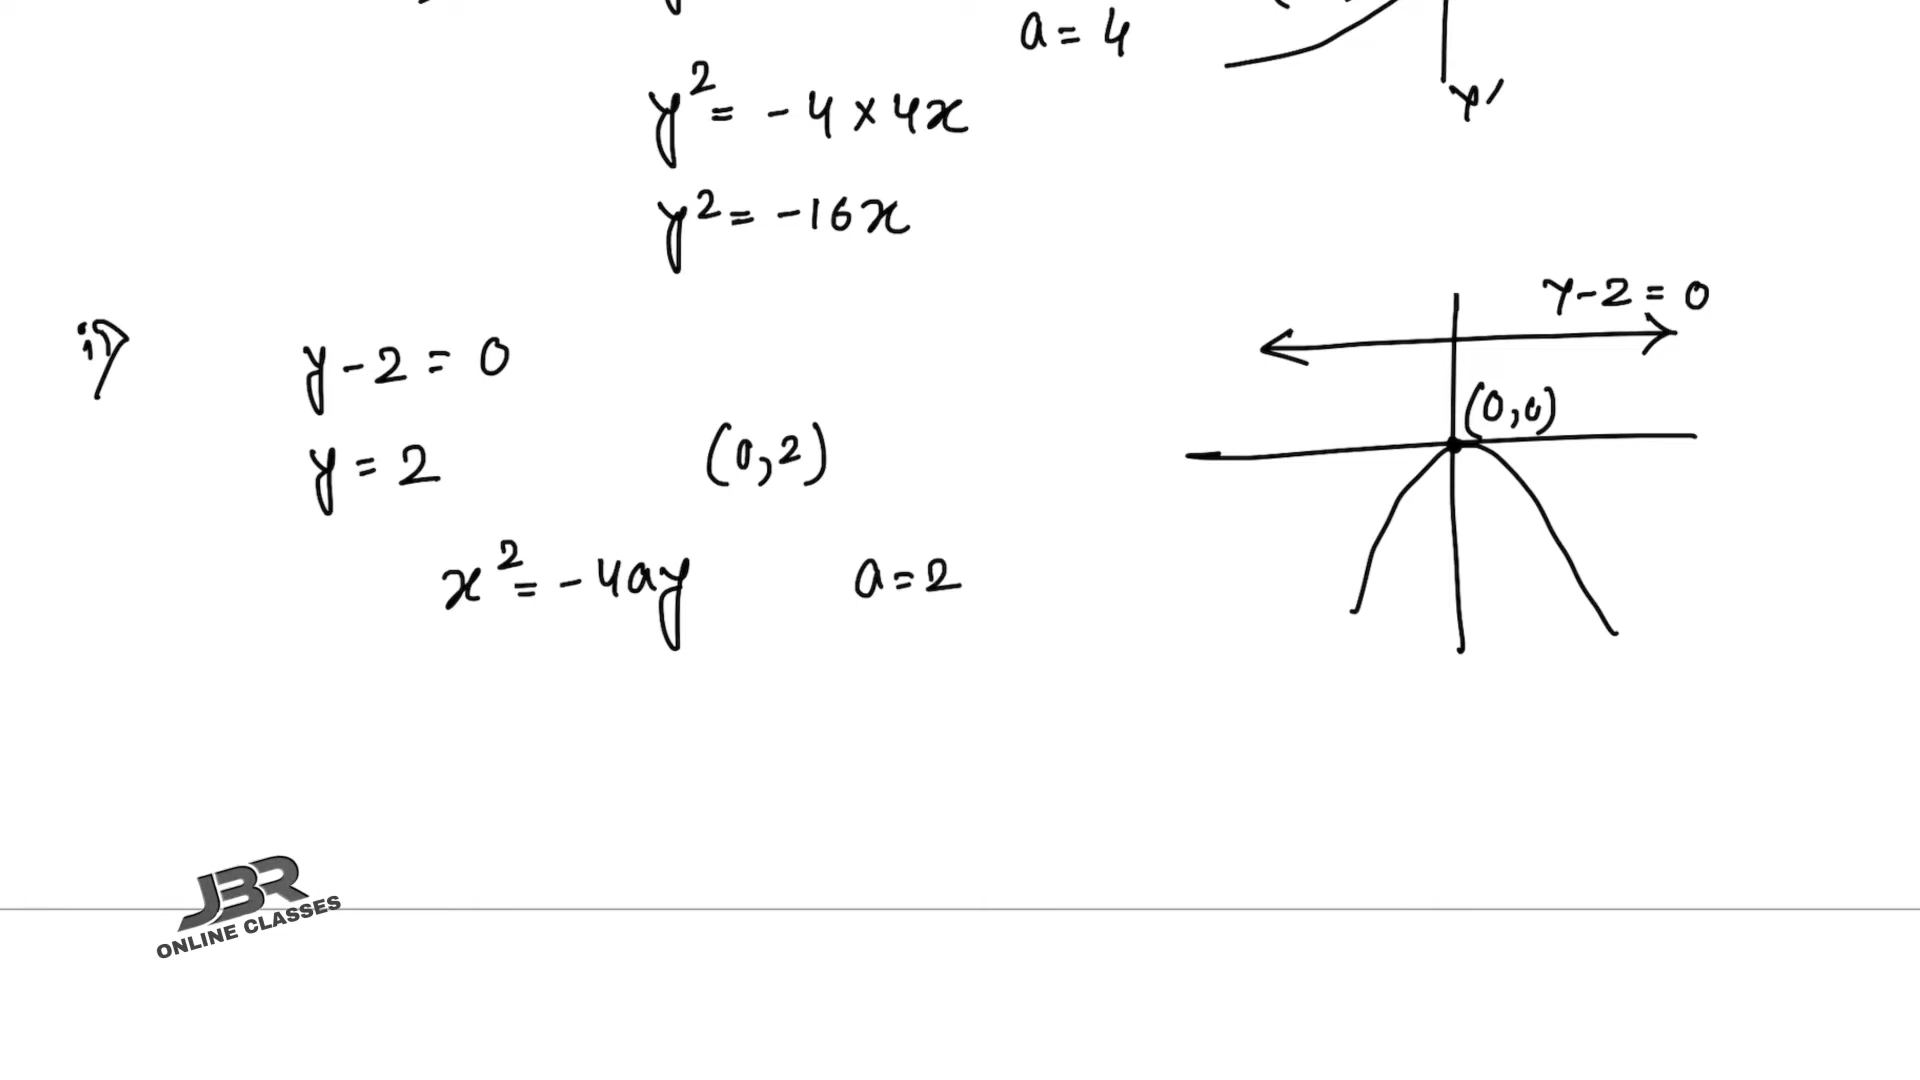 a = 4
y² = - 4 × 4x
y' 
y² = -16x
ii)
y - 2 = 0
y-2 = 0
(0,0)
y = 2
(0,2)
x² = - 4ay
a = 2
JBR
ONLINE CLASSES